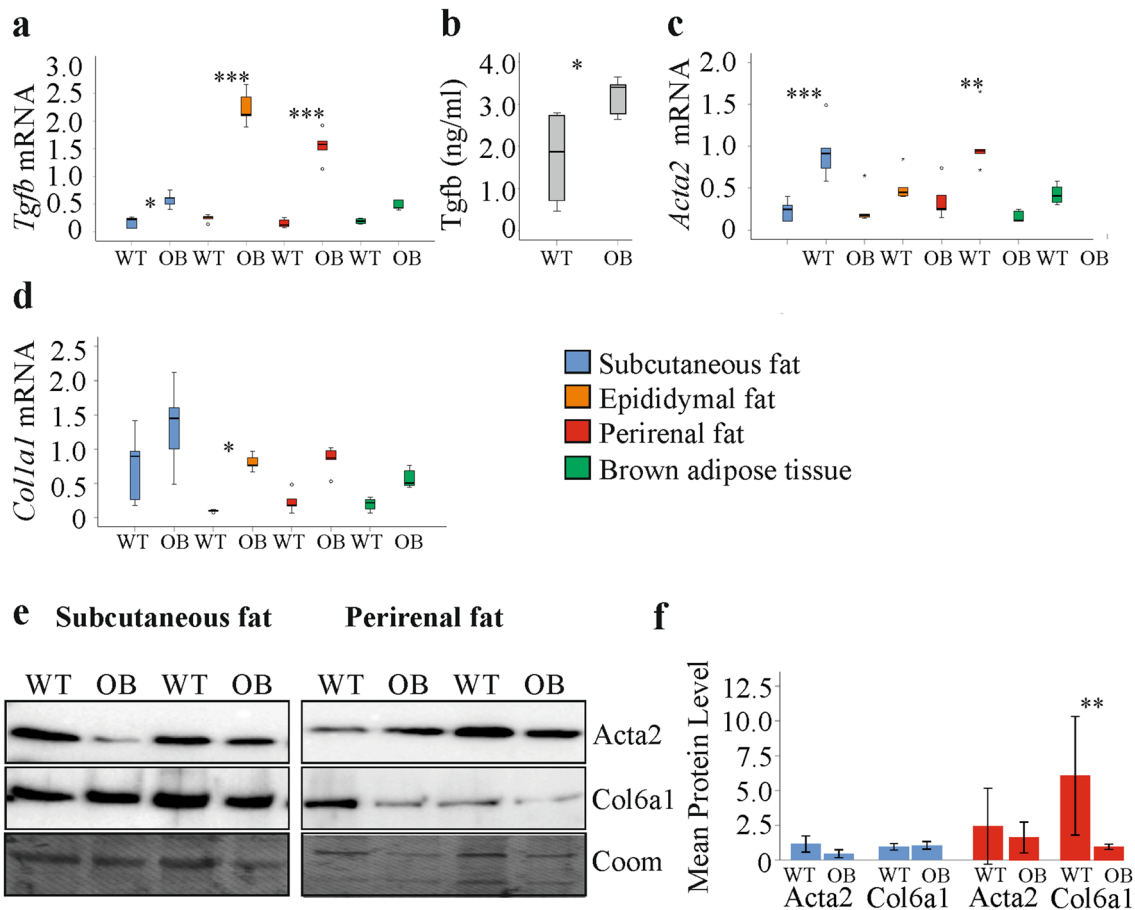 a
Tgfb mRNA
3.0
2.5
2.0
1.5
1.0
0.5
0
*
***
***
WT OB WT OB WT OB WT OB
b
Tgfb (ng/ml)
4.0
3.0
2.0
1.0
0
*
WT OB
c
Acta2 mRNA
2.0
1.5
1.0
0.5
0
***
**
WT OB WT OB WT OB WT OB
d
Col1a1 mRNA
2.5
2.0
1.5
1.0
0.5
0
*
WT OB WT OB WT OB WT OB
Subcutaneous fat
Epididymal fat
Perirenal fat
Brown adipose tissue
e
Subcutaneous fat Perirenal fat
WT OB WT OB WT OB WT OB
Acta2
Col6a1
Coom
f
Mean Protein Level
12.5
10.0
7.5
5.0
2.5
0
**
WT OB WT OB WT OB WT OB
Acta2 Col6a1 Acta2 Col6a1